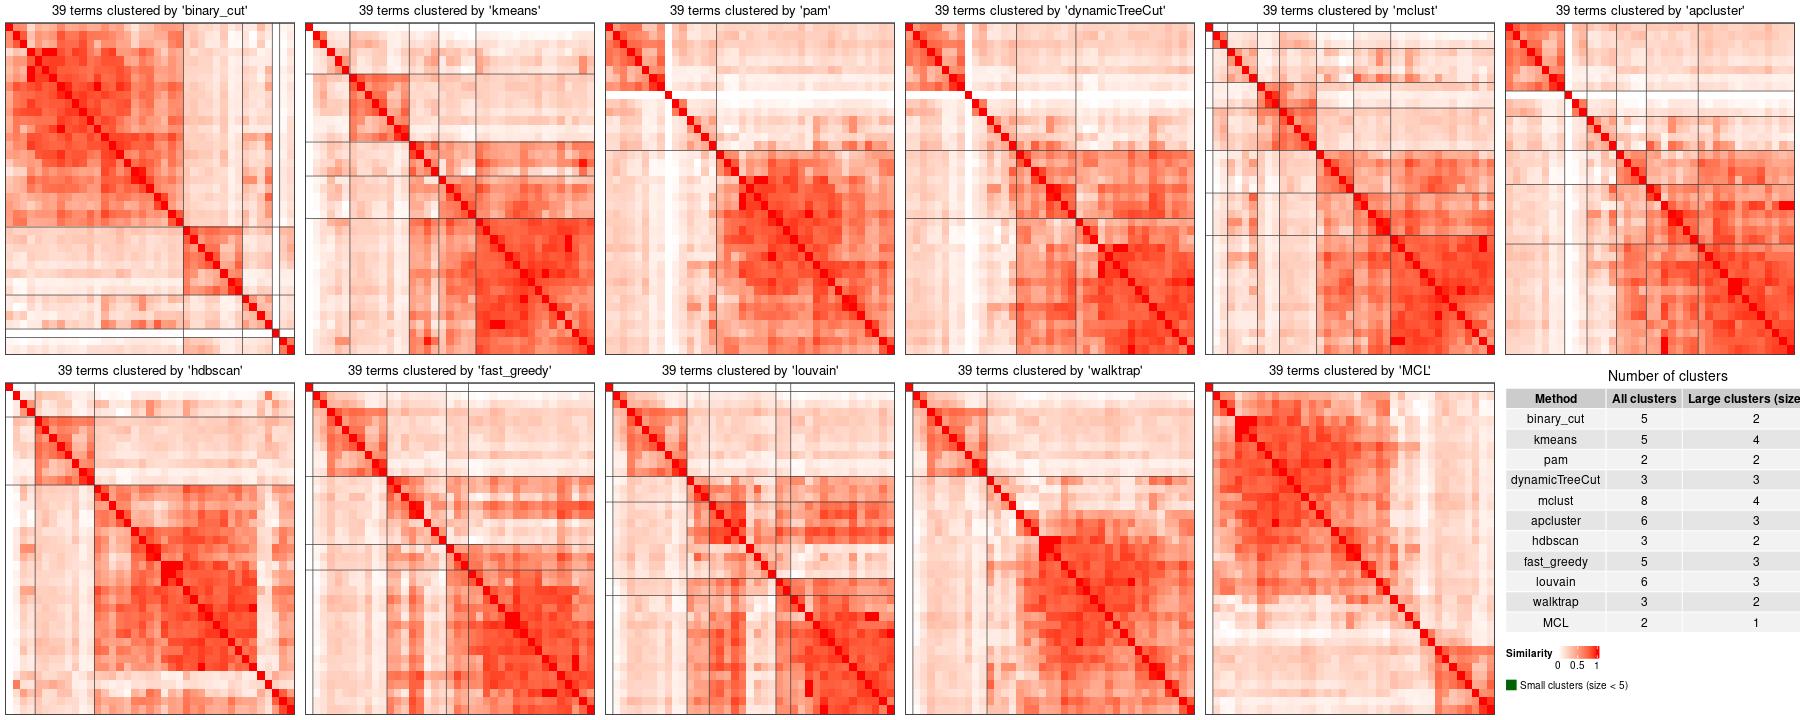 39 terms clustered by 'binary_cut'
39 terms clustered by 'kmeans'
39 terms clustered by 'pam'
39 terms clustered by 'dynamicTreeCut'
39 terms clustered by 'mclust'
39 terms clustered by 'apcluster'
39 terms clustered by 'hdbscan'
39 terms clustered by 'fast_greedy'
39 terms clustered by 'louvain'
39 terms clustered by 'walktrap'
39 terms clustered by 'MCL'
Number of clusters
Method All clusters Large clusters (size
binary_cut 5 2
kmeans 5 4
pam 2 2
dynamicTreeCut 3 3
mclust 8 4
apcluster 6 3
hdbscan 3 2
fast_greedy 5 3
louvain 6 3
walktrap 3 2
MCL 2 1
Similarity
0 0.5 1
Small clusters (size < 5)